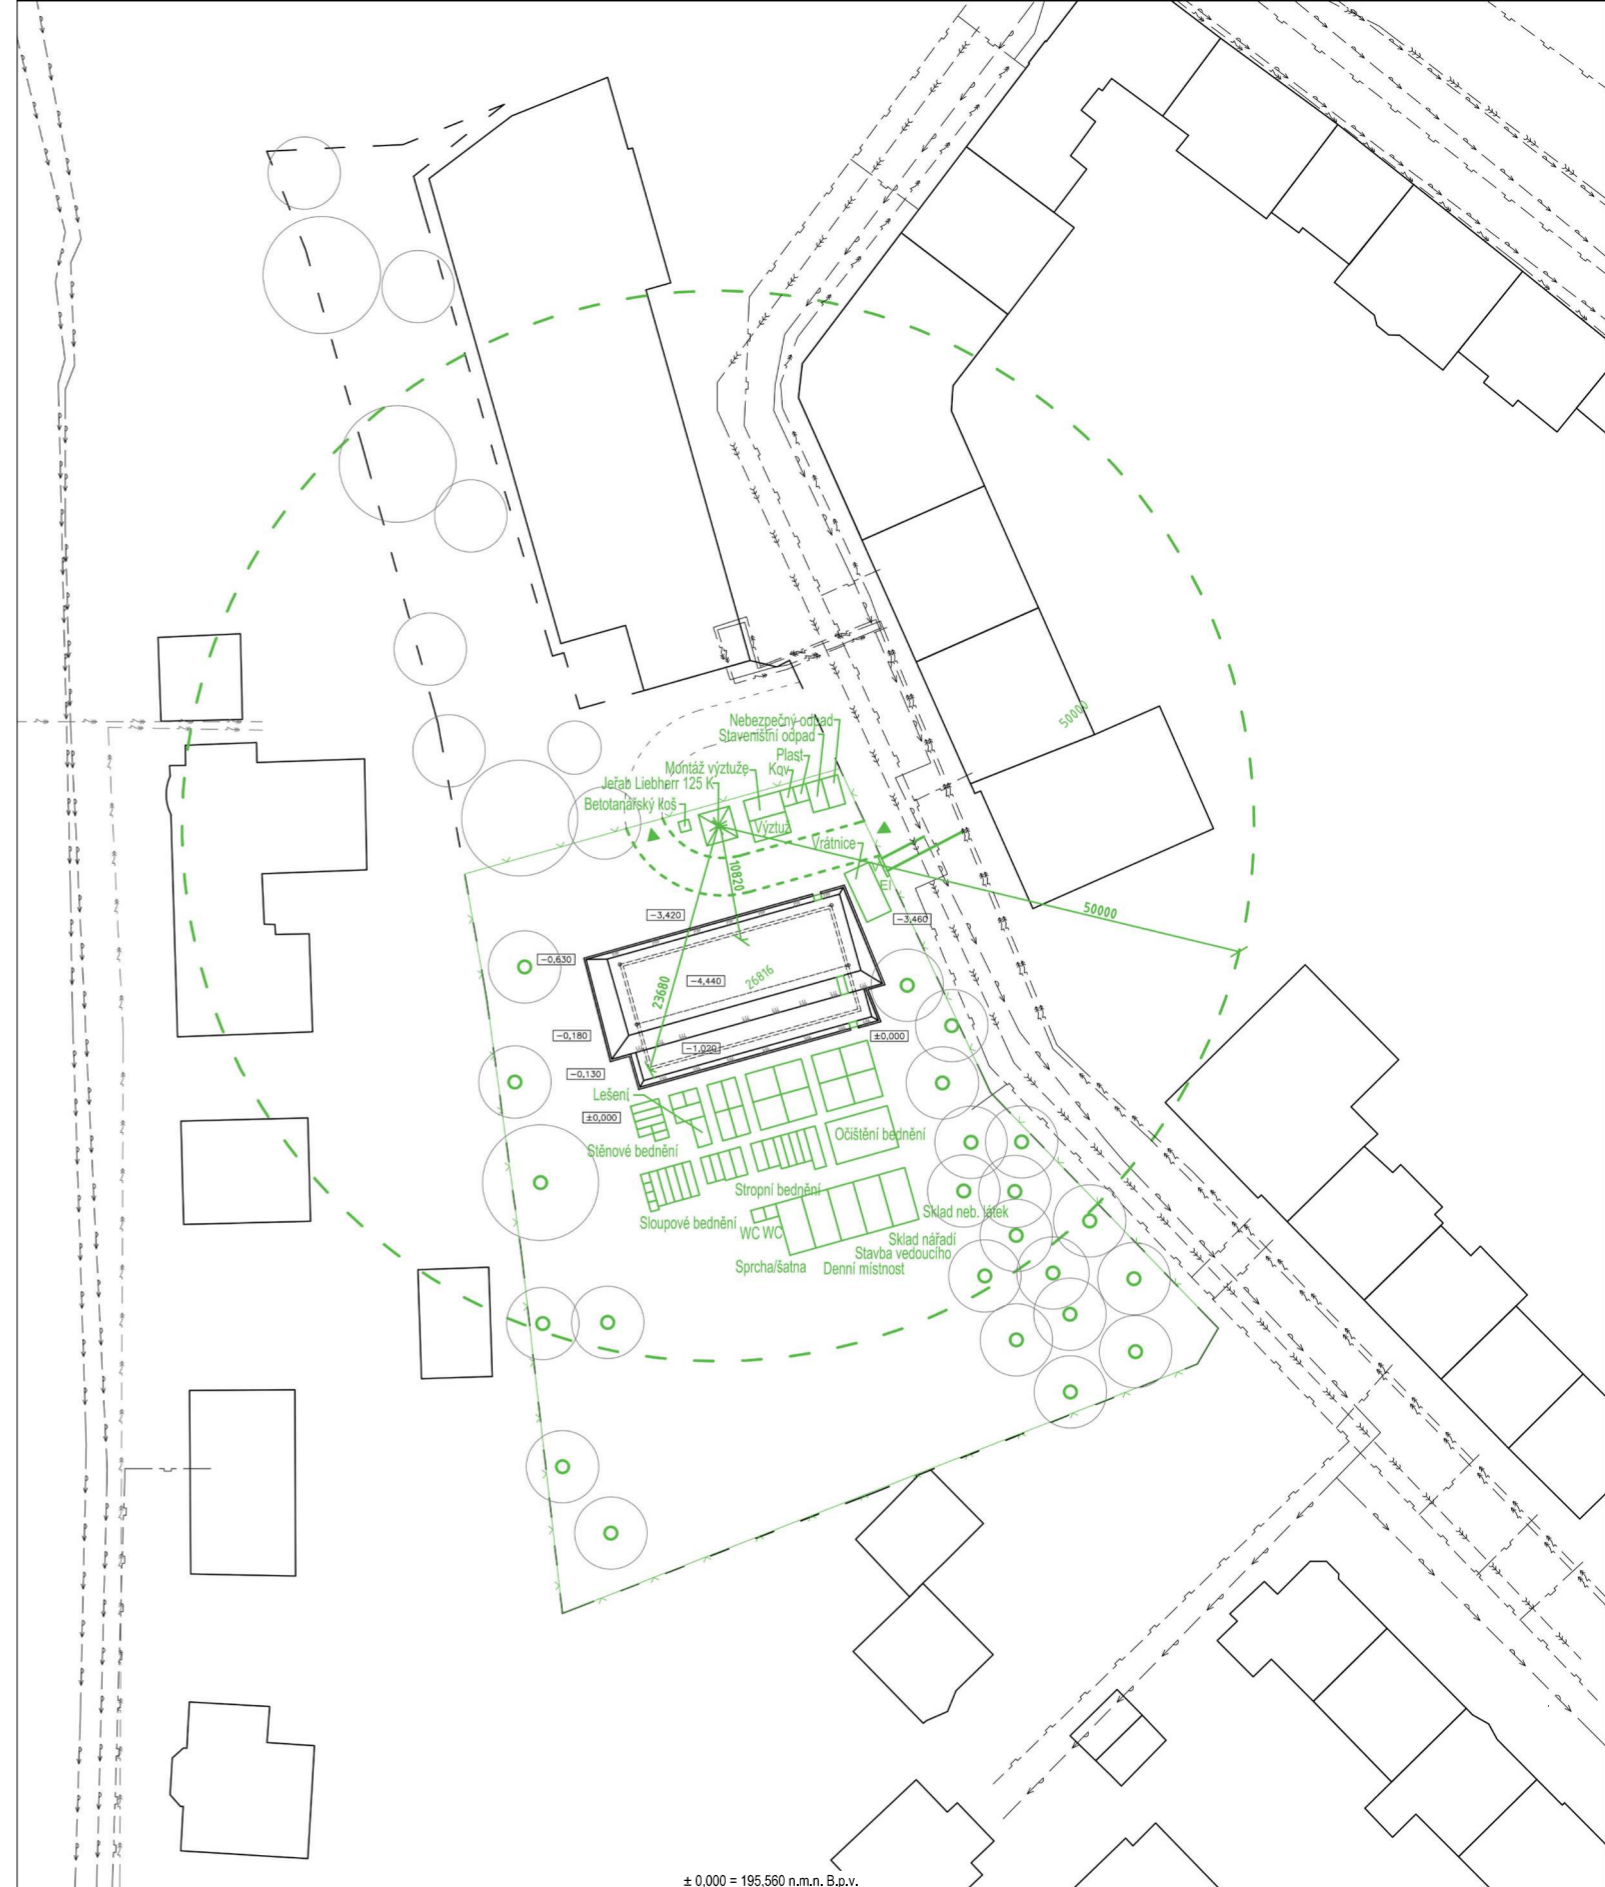 50000
Nebezpečný odpad
Staveništní odpad
Plast
Kov
Montáž výztuže
Jeřáb Liebherr 125 K
Betotanářský koš
Výztuž
Vrátnice
10820
El
50000
-3,420
-3,460
-0,630
-4,440
26816
23680
-0,180
-1,020
±0,000
-0,130
Lešení
±0,000
Očištění bednění
Stěnové bednění
Stropní bednění
Sklad neb. látek
Sloupové bednění
WC WC
Sklad nářadí
Stavba vedoucího
Sprcha/šatna
Denní místnost
± 0,000 = 195,560 n.m.n. B.p.v.